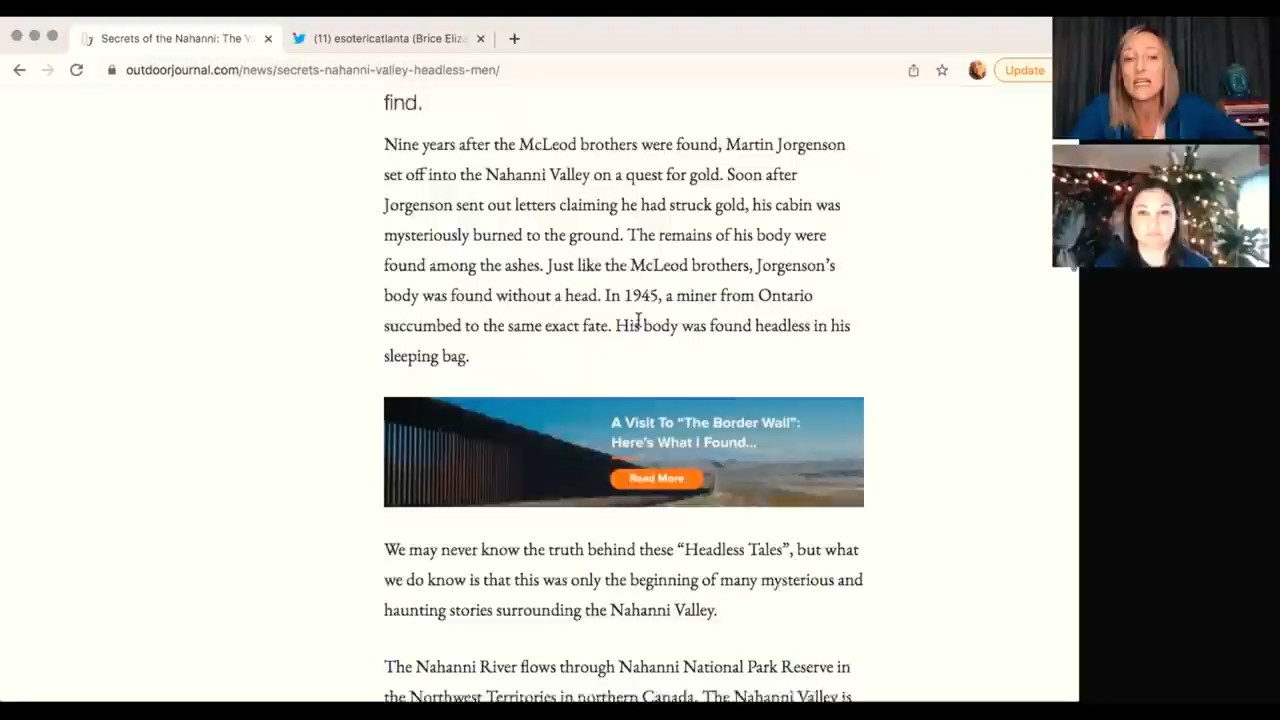 Secrets of the Nahanni: The V
(11) esotericatlanta (Brice Eliza
outdoorjournal.com/news/secrets-nahanni-valley-headless-men/
Update
find.
Nine years after the McLeod brothers were found, Martin Jorgenson
set off into the Nahanni Valley on a quest for gold. Soon after
Jorgenson sent out letters claiming he had struck gold, his cabin was
mysteriously burned to the ground. The remains of his body were
found among the ashes. Just like the McLeod brothers, Jorgenson’s
body was found without a head. In 1945, a miner from Ontario
succumbed to the same exact fate. His body was found headless in his
sleeping bag.
A Visit To “The Border Wall”:
Here’s What I Found...
Read More
We may never know the truth behind these “Headless Tales”, but what
we do know is that this was only the beginning of many mysterious and
haunting stories surrounding the Nahanni Valley.
The Nahanni River flows through Nahanni National Park Reserve in
the Northwest Territories in northern Canada. The Nahanni Valley is